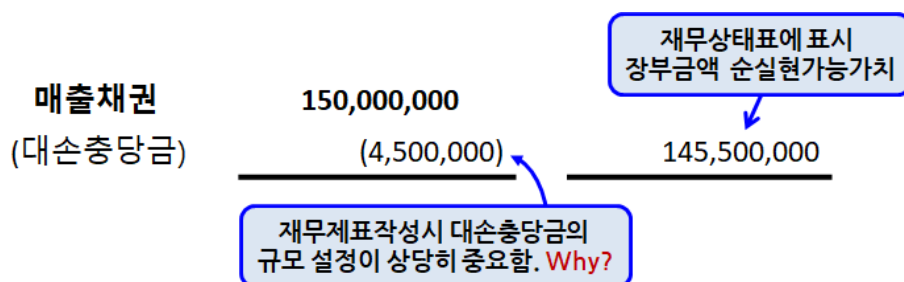 재무상태표에 표시
장부금액 순실현가능가치
매출채권 150,000,000
(대손충당금) (4,500,000) 145,500,000
재무제표작성시 대손충당금의
규모 설정이 상당히 중요함. Why?